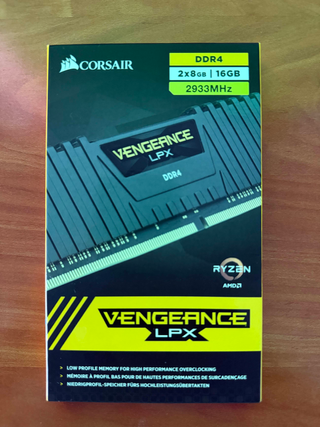 CORSAIR
DDR4
2x8GB | 16GB
2933MHz
VENGEANCE
LPX
DDR4
RYZEN
AMD
VENGEANCE
LPX
> LOW PROFILE MEMORY FOR HIGH PERFORMANCE OVERCLOCKING
> MÉMOIRE À PROFIL BAS POUR DE HAUTES PERFORMANCES DE SURCADENÇAGE
> NIEDRIGPROFIL-SPEICHER FÜRS HOCHLEISTUNGSÜBERTAKTEN